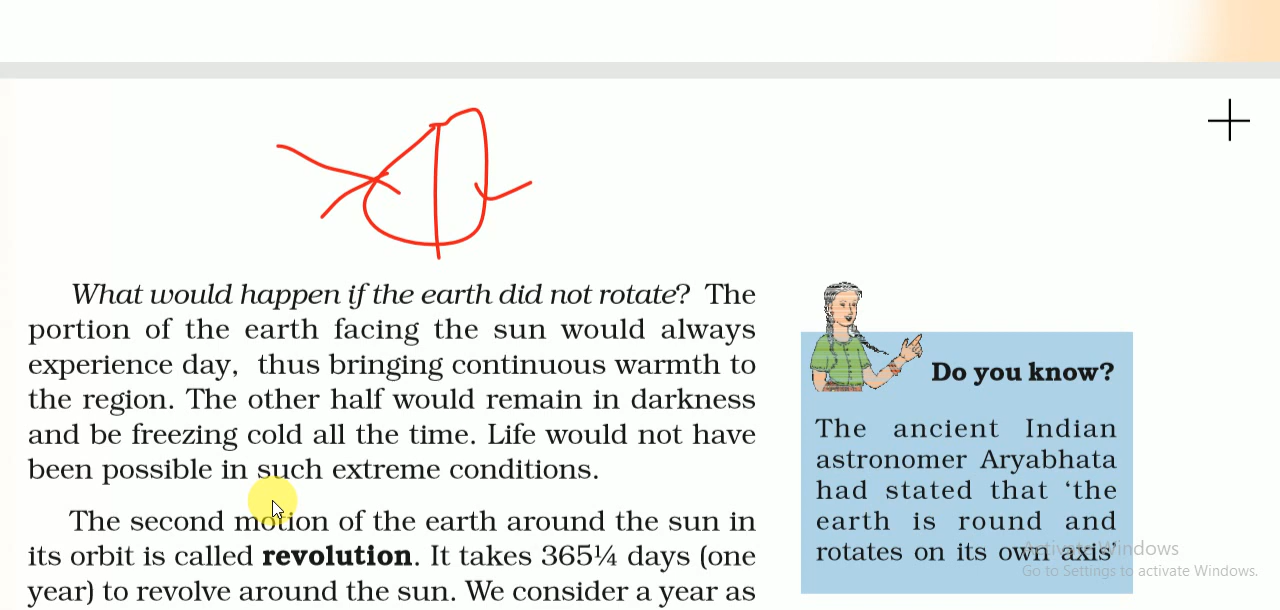 What would happen if the earth did not rotate? The
portion of the earth facing the sun would always
experience day, thus bringing continuous warmth to
the region. The other half would remain in darkness
and be freezing cold all the time. Life would not have
been possible in such extreme conditions.
The second motion of the earth around the sun in
its orbit is called revolution. It takes 365¼ days (one
year) to revolve around the sun. We consider a year as
Do you know?
The ancient Indian
astronomer Aryabhata
had stated that ‘the
earth is round and
rotates on its own axis’
Activate Windows
Go to Settings to activate Windows.